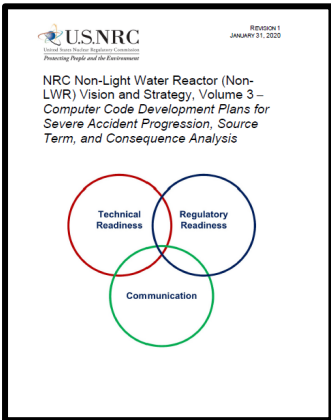 REVISION 1
JANUARY 31, 2020
U.S.NRC
United States Nuclear Regulatory Commission
Protecting People and the Environment
NRC Non-Light Water Reactor (Non-
LWR) Vision and Strategy, Volume 3 –
Computer Code Development Plans for
Severe Accident Progression, Source
Term, and Consequence Analysis
Technical
Readiness
Regulatory
Readiness
Communication